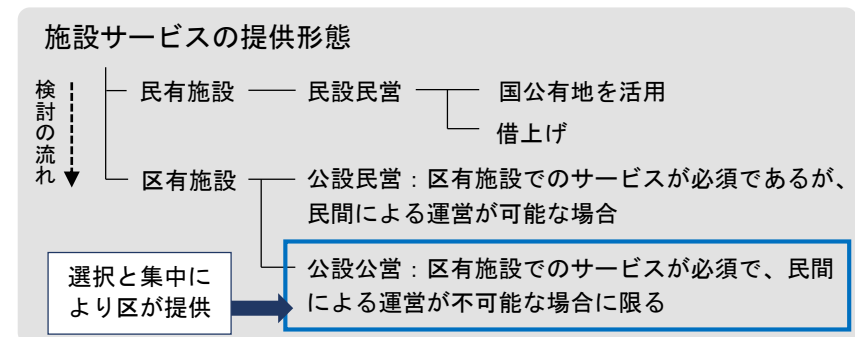 施設サービスの提供形態
検討の流れ
民有施設
民設民営
国公有地を活用
借上げ
区有施設
公設民営：区有施設でのサービスが必須であるが、
民間による運営が可能な場合
公設公営：区有施設でのサービスが必須で、民間
による運営が不可能な場合に限る
選択と集中に
より区が提供